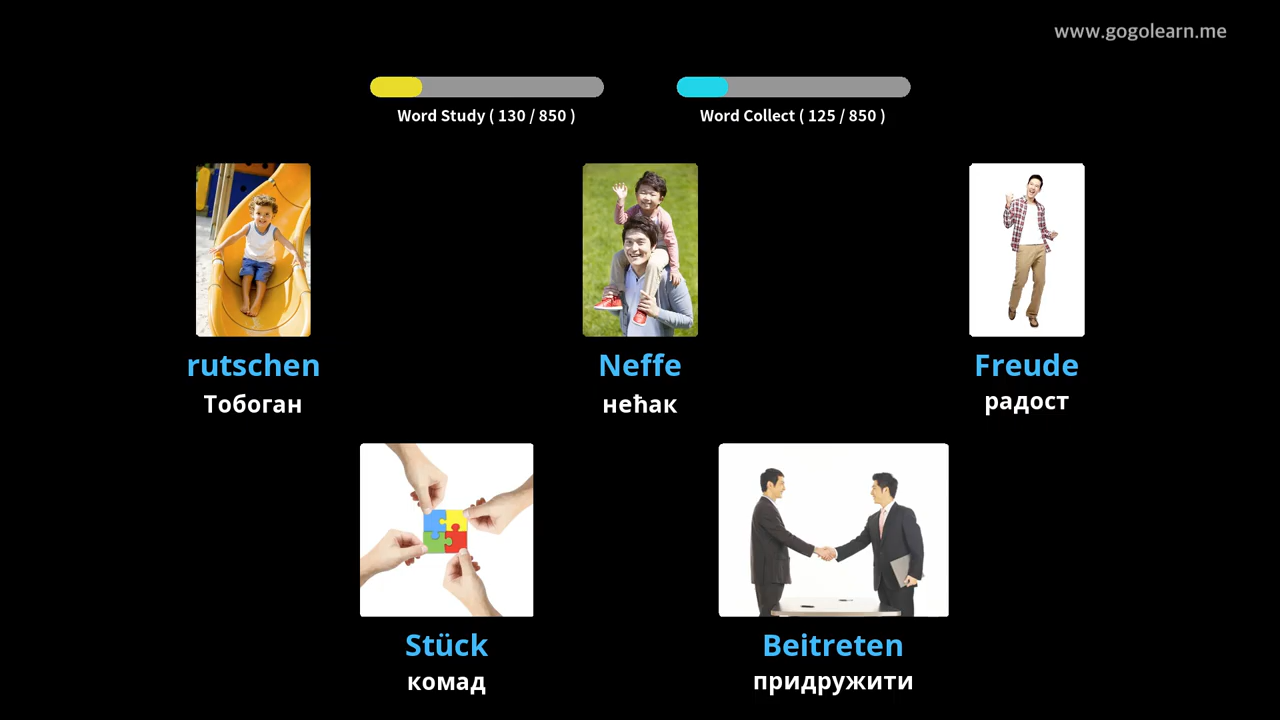 www.gogolearn.me
Word Study ( 130 / 850 )
Word Collect ( 125 / 850 )
rutschen
Тобоган
Neffe
нећак
Freude
радост
Stück
комад
Beitreten
придружити